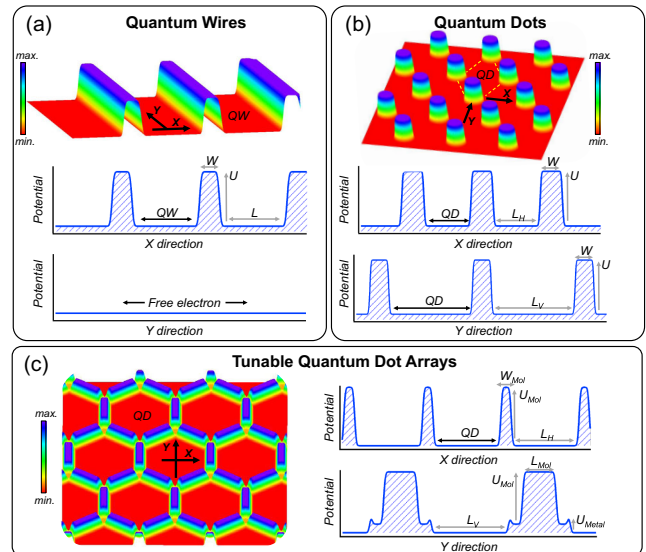 (a)
Quantum Wires
max.
min.
QW
Y
X
Potential
W
U
QW
L
X direction
Potential
Free electron
Y direction
(b)
Quantum Dots
max.
min.
QD
X
Y
Potential
W
U
QD
L_H
X direction
Potential
W
U
QD
L_V
Y direction
(c)
Tunable Quantum Dot Arrays
max.
min.
QD
Y
X
Potential
W_Mol
U_Mol
QD
L_H
X direction
Potential
L_Mol
U_Mol
L_V
U_Metal
Y direction